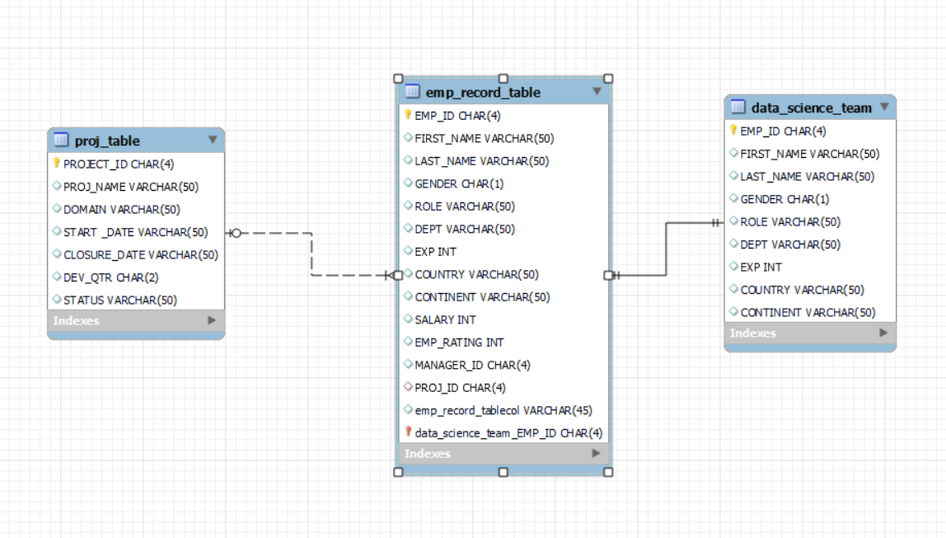 proj_table
PROJECT_ID CHAR(4)
PROJ_NAME VARCHAR(50)
DOMAIN VARCHAR(50)
START _DATE VARCHAR(50)
CLOSURE_DATE VARCHAR(50)
DEV_QTR CHAR(2)
STATUS VARCHAR(50)
Indexes
emp_record_table
EMP_ID CHAR(4)
FIRST_NAME VARCHAR(50)
LAST_NAME VARCHAR(50)
GENDER CHAR(1)
ROLE VARCHAR(50)
DEPT VARCHAR(50)
EXP INT
COUNTRY VARCHAR(50)
CONTINENT VARCHAR(50)
SALARY INT
EMP_RATING INT
MANAGER_ID CHAR(4)
PROJ_ID CHAR(4)
emp_record_tablecol VARCHAR(45)
data_science_team_EMP_ID CHAR(4)
Indexes
data_science_team
EMP_ID CHAR(4)
FIRST_NAME VARCHAR(50)
LAST_NAME VARCHAR(50)
GENDER CHAR(1)
ROLE VARCHAR(50)
DEPT VARCHAR(50)
EXP INT
COUNTRY VARCHAR(50)
CONTINENT VARCHAR(50)
Indexes